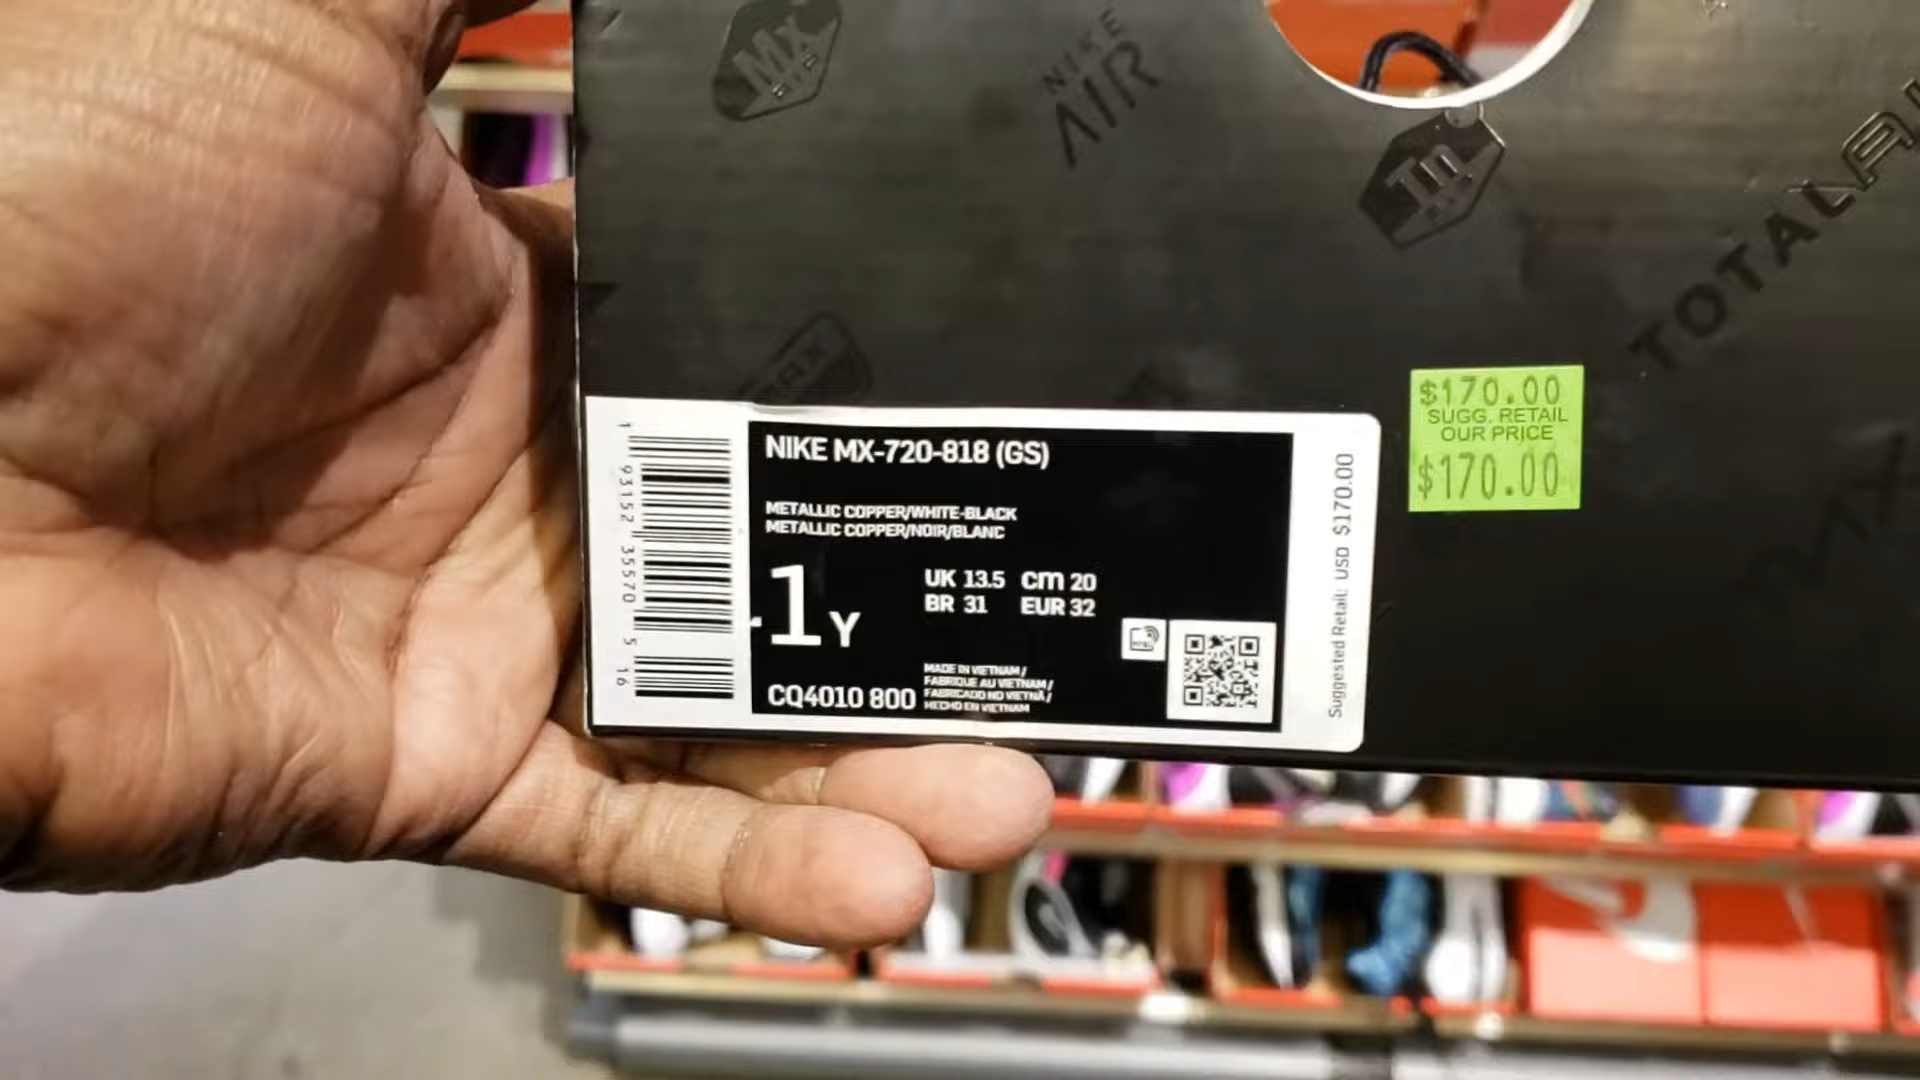 Mx
NIKE
AIR
Tn
TOTAL AI
MAX
$170.00
SUGG. RETAIL
OUR PRICE
$170.00
NIKE MX-720-818 (GS)
METALLIC COPPER/WHITE-BLACK
METALLIC COPPER/NOIR/BLANC
1Y
UK 13.5 cm 20
BR 31 EUR 32
MADE IN VIETNAM/
FABRIQUE AU VIETNAM/
FABRICADO NO VIETNÃ/
HECHO EN VIETNAM
CQ4010 800
1 93152 35570 5 16
Suggested Retail: USD $170.00